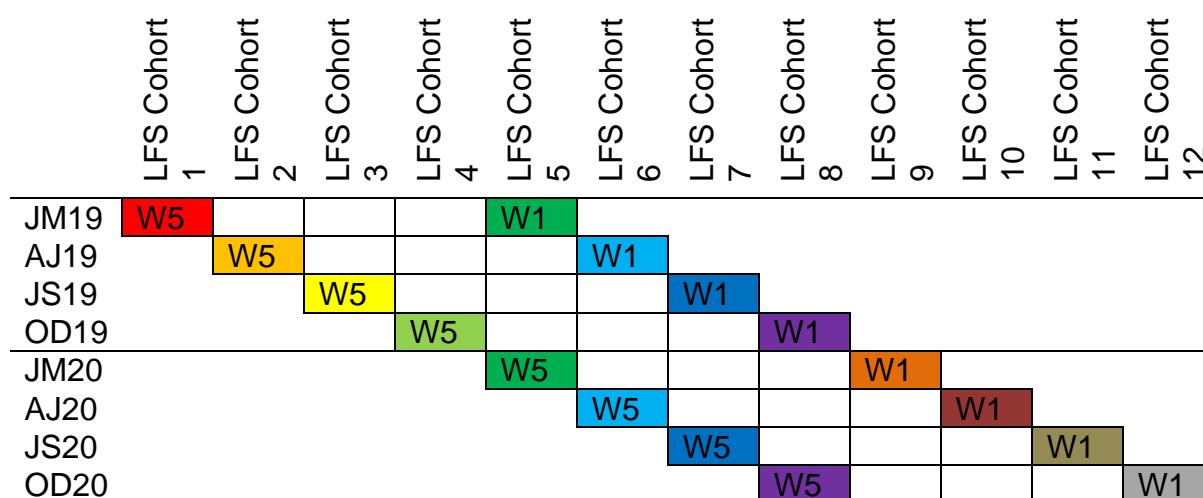 LFS Cohort 1
LFS Cohort 2
LFS Cohort 3
LFS Cohort 4
LFS Cohort 5
LFS Cohort 6
LFS Cohort 7
LFS Cohort 8
LFS Cohort 9
LFS Cohort 10
LFS Cohort 11
LFS Cohort 12
JM19 W5 W1
AJ19 W5 W1
JS19 W5 W1
OD19 W5 W1
JM20 W5 W1
AJ20 W5 W1
JS20 W5 W1
OD20 W5 W1